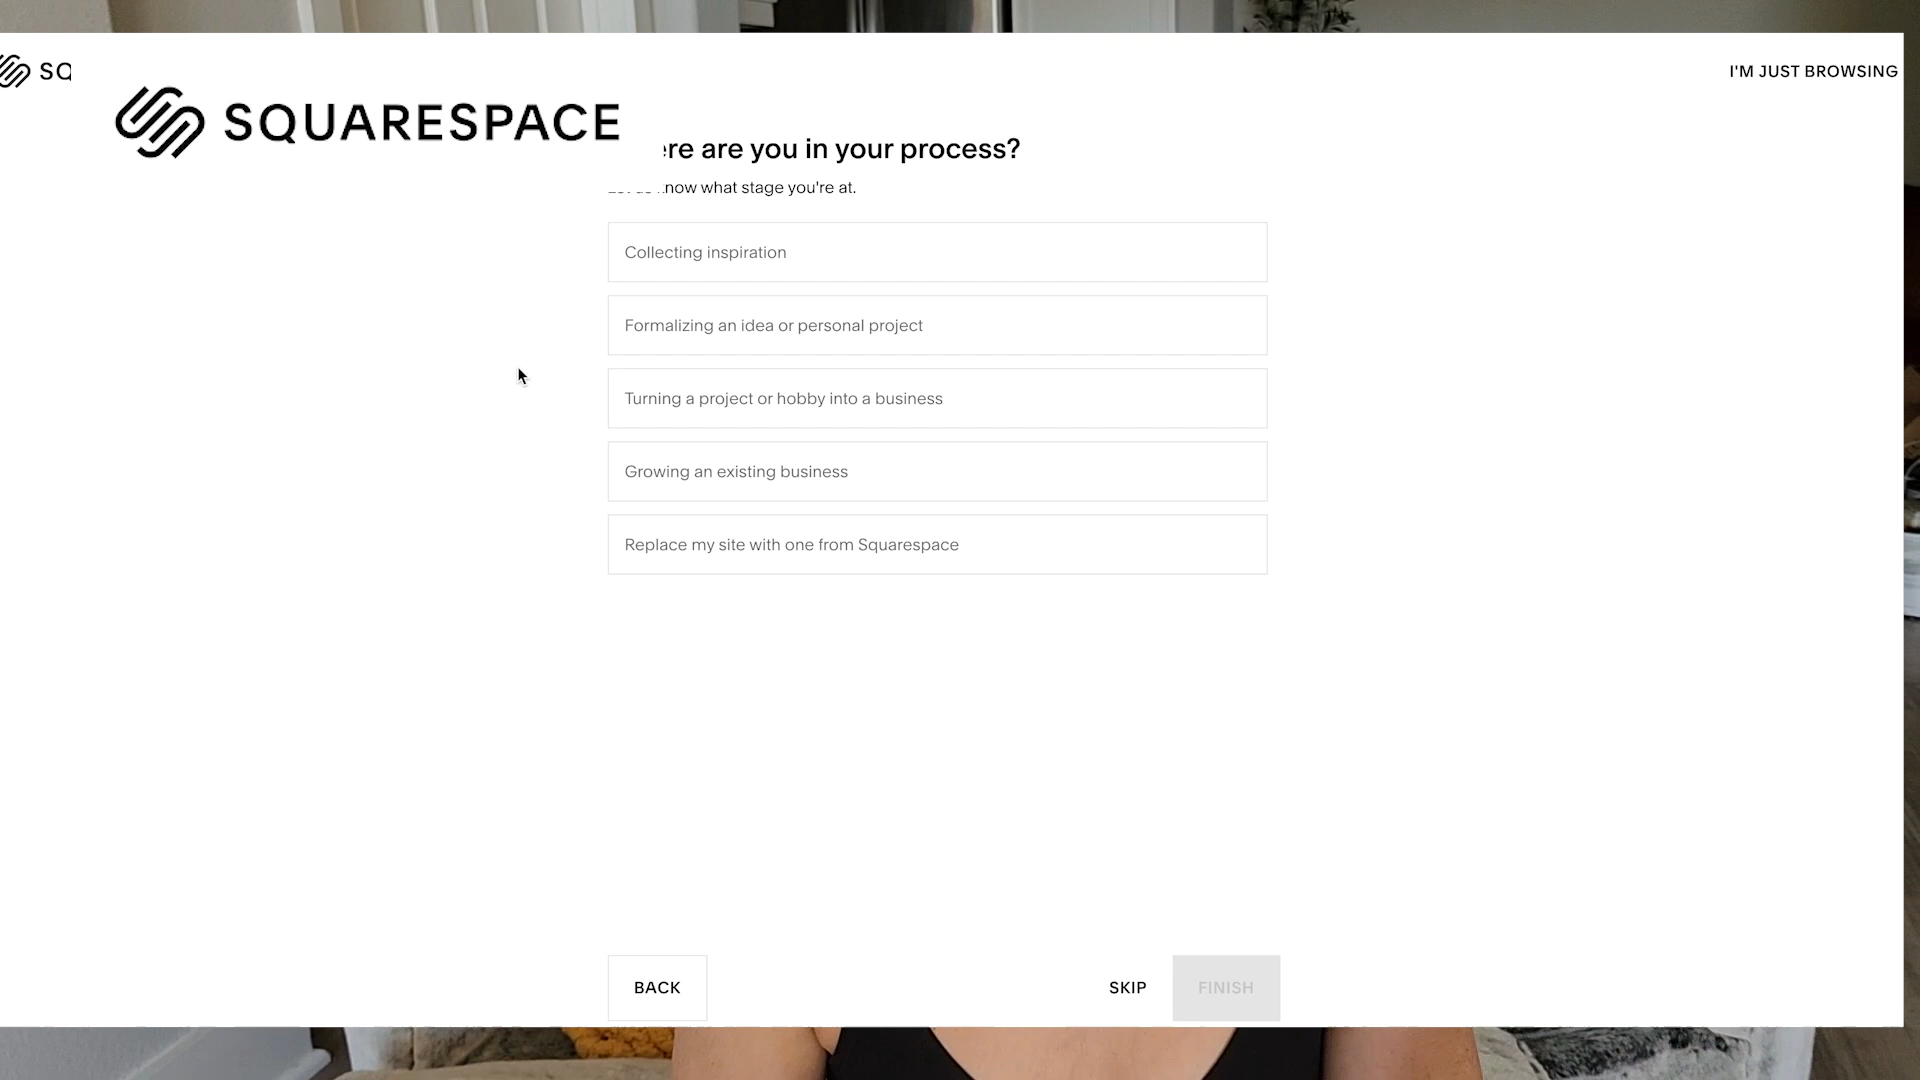 SQ
I'M JUST BROWSING
SQUARESPACE
are you in your process?
what stage you're at.
Collecting inspiration
Formalizing an idea or personal project
Turning a project or hobby into a business
Growing an existing business
Replace my site with one from Squarespace
BACK
SKIP
FINISH